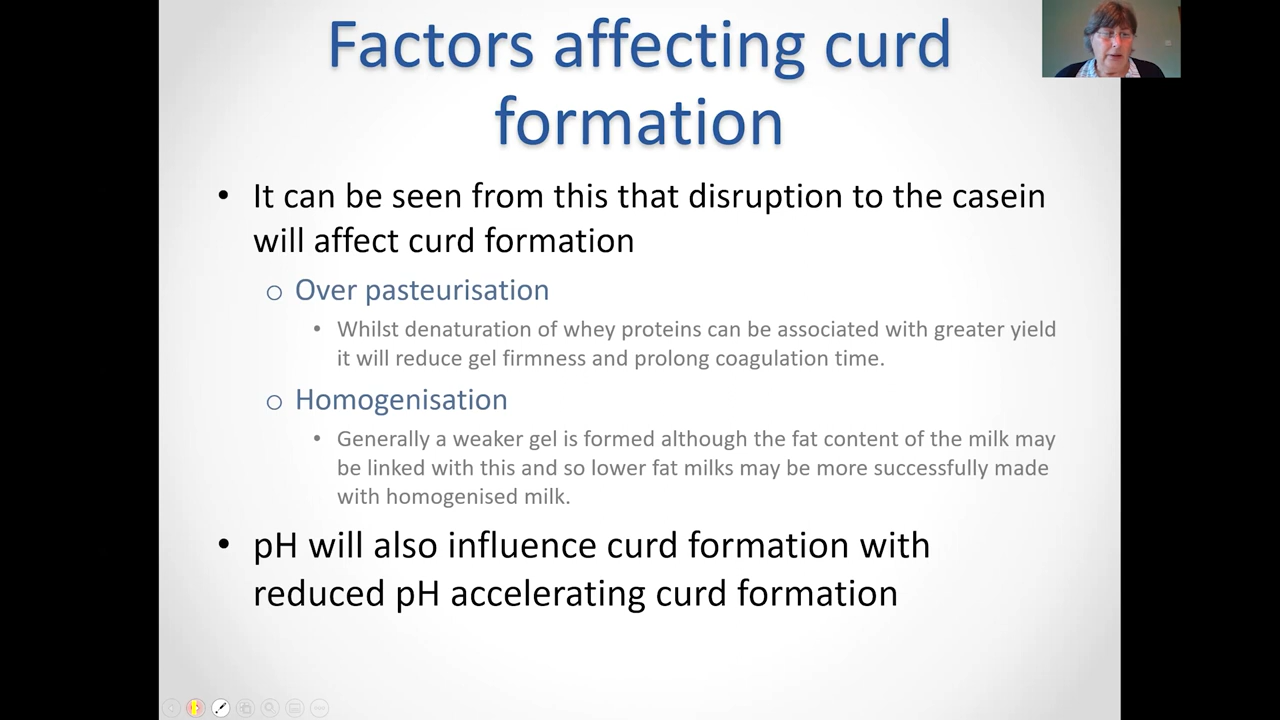 Factors affecting curd
formation
• It can be seen from this that disruption to the casein
will affect curd formation
o Over pasteurisation
• Whilst denaturation of whey proteins can be associated with greater yield
it will reduce gel firmness and prolong coagulation time.
o Homogenisation
• Generally a weaker gel is formed although the fat content of the milk may
be linked with this and so lower fat milks may be more successfully made
with homogenised milk.
• pH will also influence curd formation with
reduced pH accelerating curd formation